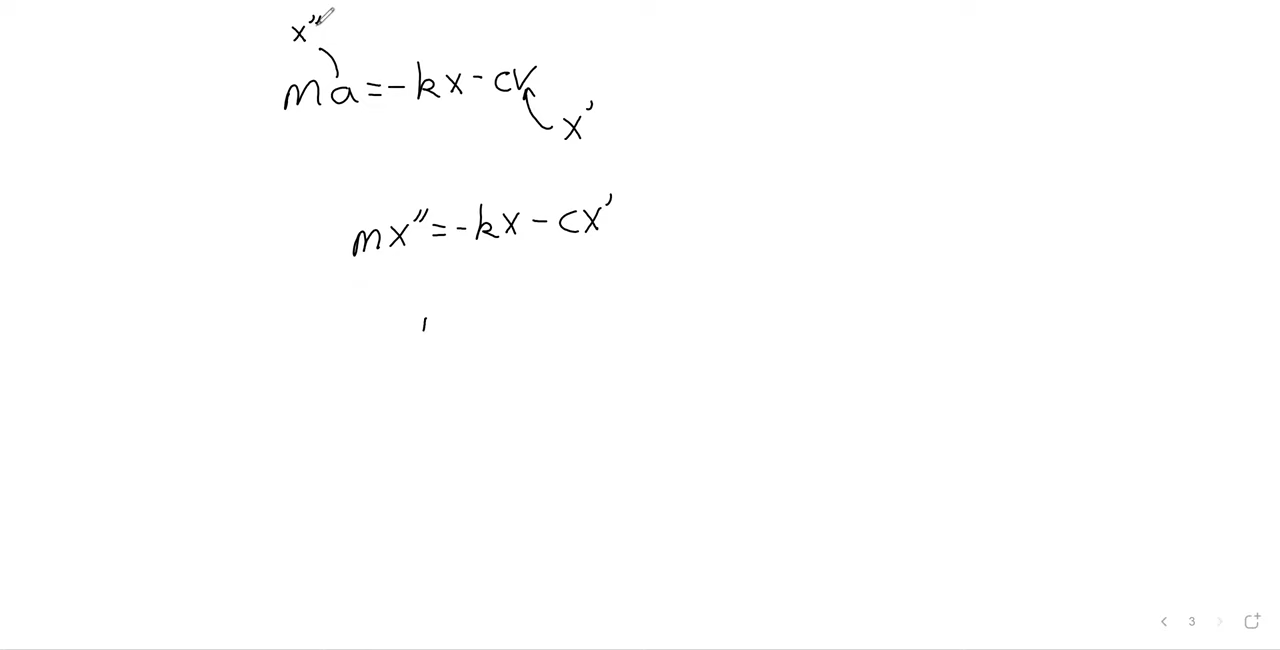 x″
ma = -kx - cv
x′
mx″ = -kx - cx′
′
3